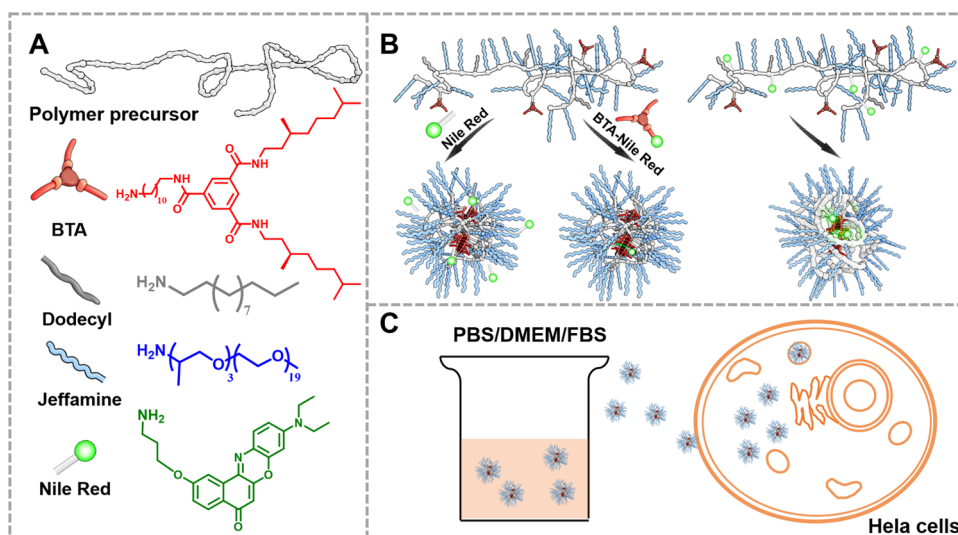 A
Polymer precursor
BTA
H₂N
10
NH
O
O
HN
O
NH
Dodecyl
H₂N
7
Jeffamine
H₂N
O
3
O
19
Nile Red
NH₂
O
N
O
N
O
B
Nile Red
BTA-Nile Red
C
PBS/DMEM/FBS
Hela cells